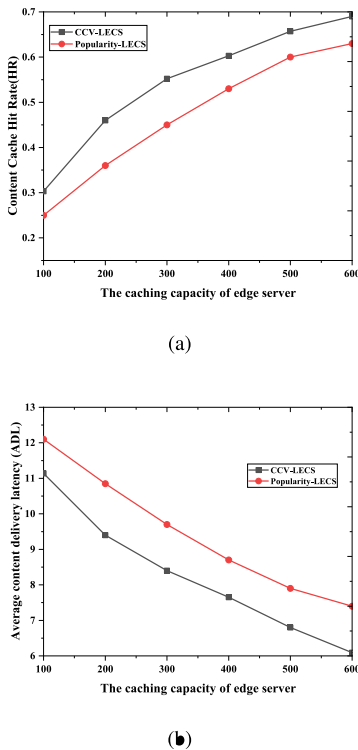 0.7
0.6
0.5
0.4
0.3
0.2
Content Cache Hit Rate(HR)
CCV-LECS
Popularity-LECS
100 200 300 400 500 600
The caching capacity of edge server
(a)
13
12
11
10
9
8
7
6
Average content delivery latency (ADL)
CCV-LECS
Popularity-LECS
100 200 300 400 500 600
The caching capacity of edge server
(b)